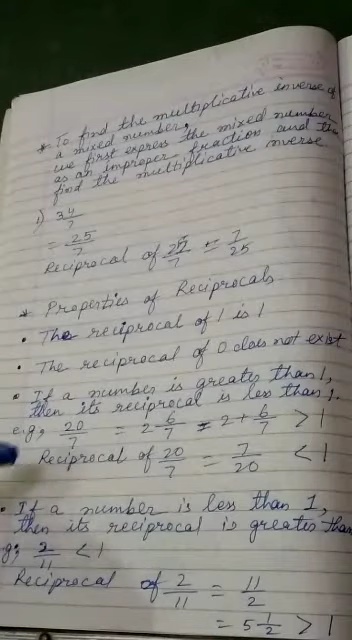 * To find the multiplicative inverse of
a mixed number,
we first express the mixed number
as an improper fraction and then
find the multiplicative inverse
i) 3 4/7
= 25/7
Reciprocal of 25/7 = 7/25
* Properties of Reciprocals
• The reciprocal of 1 is 1
• The reciprocal of 0 does not exist
• If a number is greater than 1,
then its reciprocal is less than 1.
e.g; 20/7 = 2 6/7 = 2 + 6/7 > 1
Reciprocal of 20/7 = 7/20 < 1
• If a number is less than 1,
then its reciprocal is greater than
g; 2/11 < 1
Reciprocal of 2/11 = 11/2
= 5 1/2 > 1